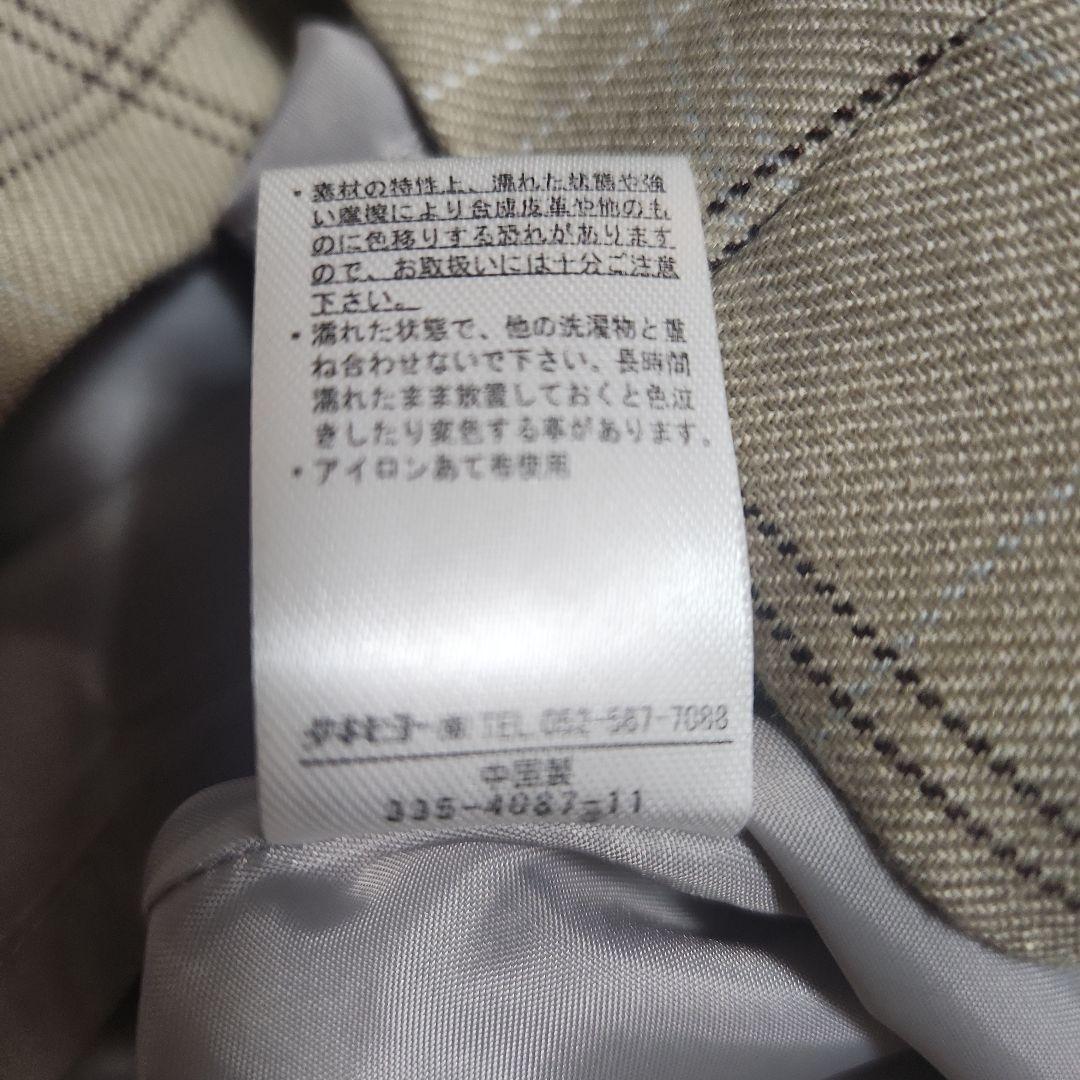 ・素材の特性上、濡れた状態や強
い摩擦により合成皮革や他のも
のに色移りする恐れがあります
ので、お取扱いには十分ご注意
下さい。
・濡れた状態で、他の洗濯物と重
ね合わせないで下さい。長時間
濡れたまま放置しておくと色泣
きしたり変色する事があります。
・アイロンあて布使用
タキヒヨー㈱ TEL.052-587-7088
中国製
335-4087-11